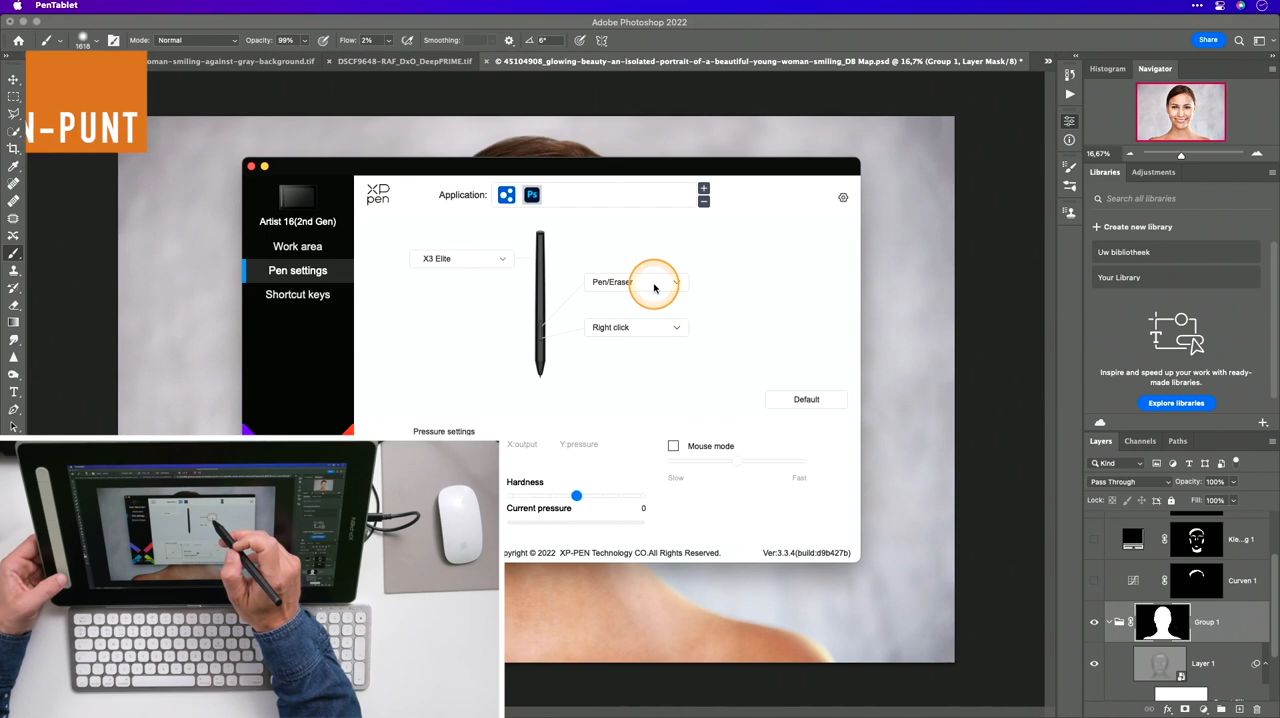 PenTablet
Adobe Photoshop 2022
1618
Mode: Normal
Opacity: 99%
Flow: 2%
Smoothing:
6°
Share
oman-smiling-against-gray-background.tif
DSCF9648-RAF_DxO_DeepPRIME.tif
© 45104908_glowing-beauty-an-isolated-portrait-of-a-beautiful-young-woman-smiling_DB Map.psd @ 16,7% (Group 1, Layer Mask/8) *
N-PUNT
Histogram
Navigator
16,67%
Libraries
Adjustments
Search all libraries
Create new library
Uw bibliotheek
Your Library
Inspire and speed up your work with ready-
made libraries.
Explore libraries
Layers
Channels
Paths
Kind
Pass Through
Opacity: 100%
Lock:
Fill: 100%
Kle...g 1
Curven 1
Group 1
Layer 1
XP
pen
Application:
Ps
Artist 16(2nd Gen)
Work area
Pen settings
Shortcut keys
X3 Elite
Pen/Eraser
Right click
Default
Pressure settings
X:output
Y:pressure
Mouse mode
Slow
Fast
Hardness
Current pressure
0
pyright © 2022 XP-PEN Technology CO.All Rights Reserved.
Ver:3.3.4(build:d9b427b)